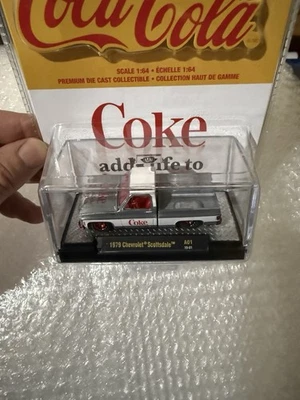 Coca-Cola
SCALE 1:64 • ÉCHELLE 1:64
PREMIUM DIE CAST COLLECTIBLE • COLLECTION HAUT DE GAMME
Coke
adds life to
Coke
1979 Chevrolet® Scottsdale™
A01